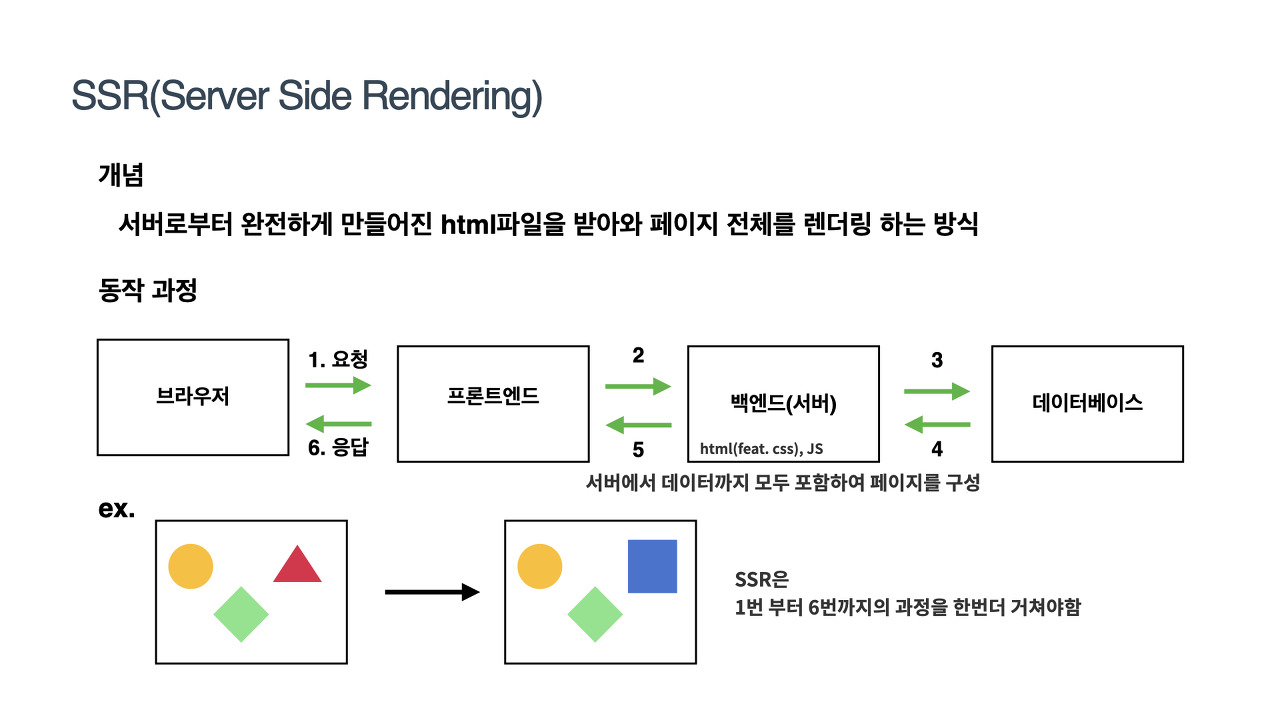 SSR(Server Side Rendering)
개념
서버로부터 완전하게 만들어진 html파일을 받아와 페이지 전체를 렌더링 하는 방식
동작 과정
브라우저
1. 요청
6. 응답
프론트엔드
2
5
백엔드(서버)
html(feat. css), JS
3
4
데이터베이스
서버에서 데이터까지 모두 포함하여 페이지를 구성
ex.
SSR은
1번 부터 6번까지의 과정을 한번더 거쳐야함